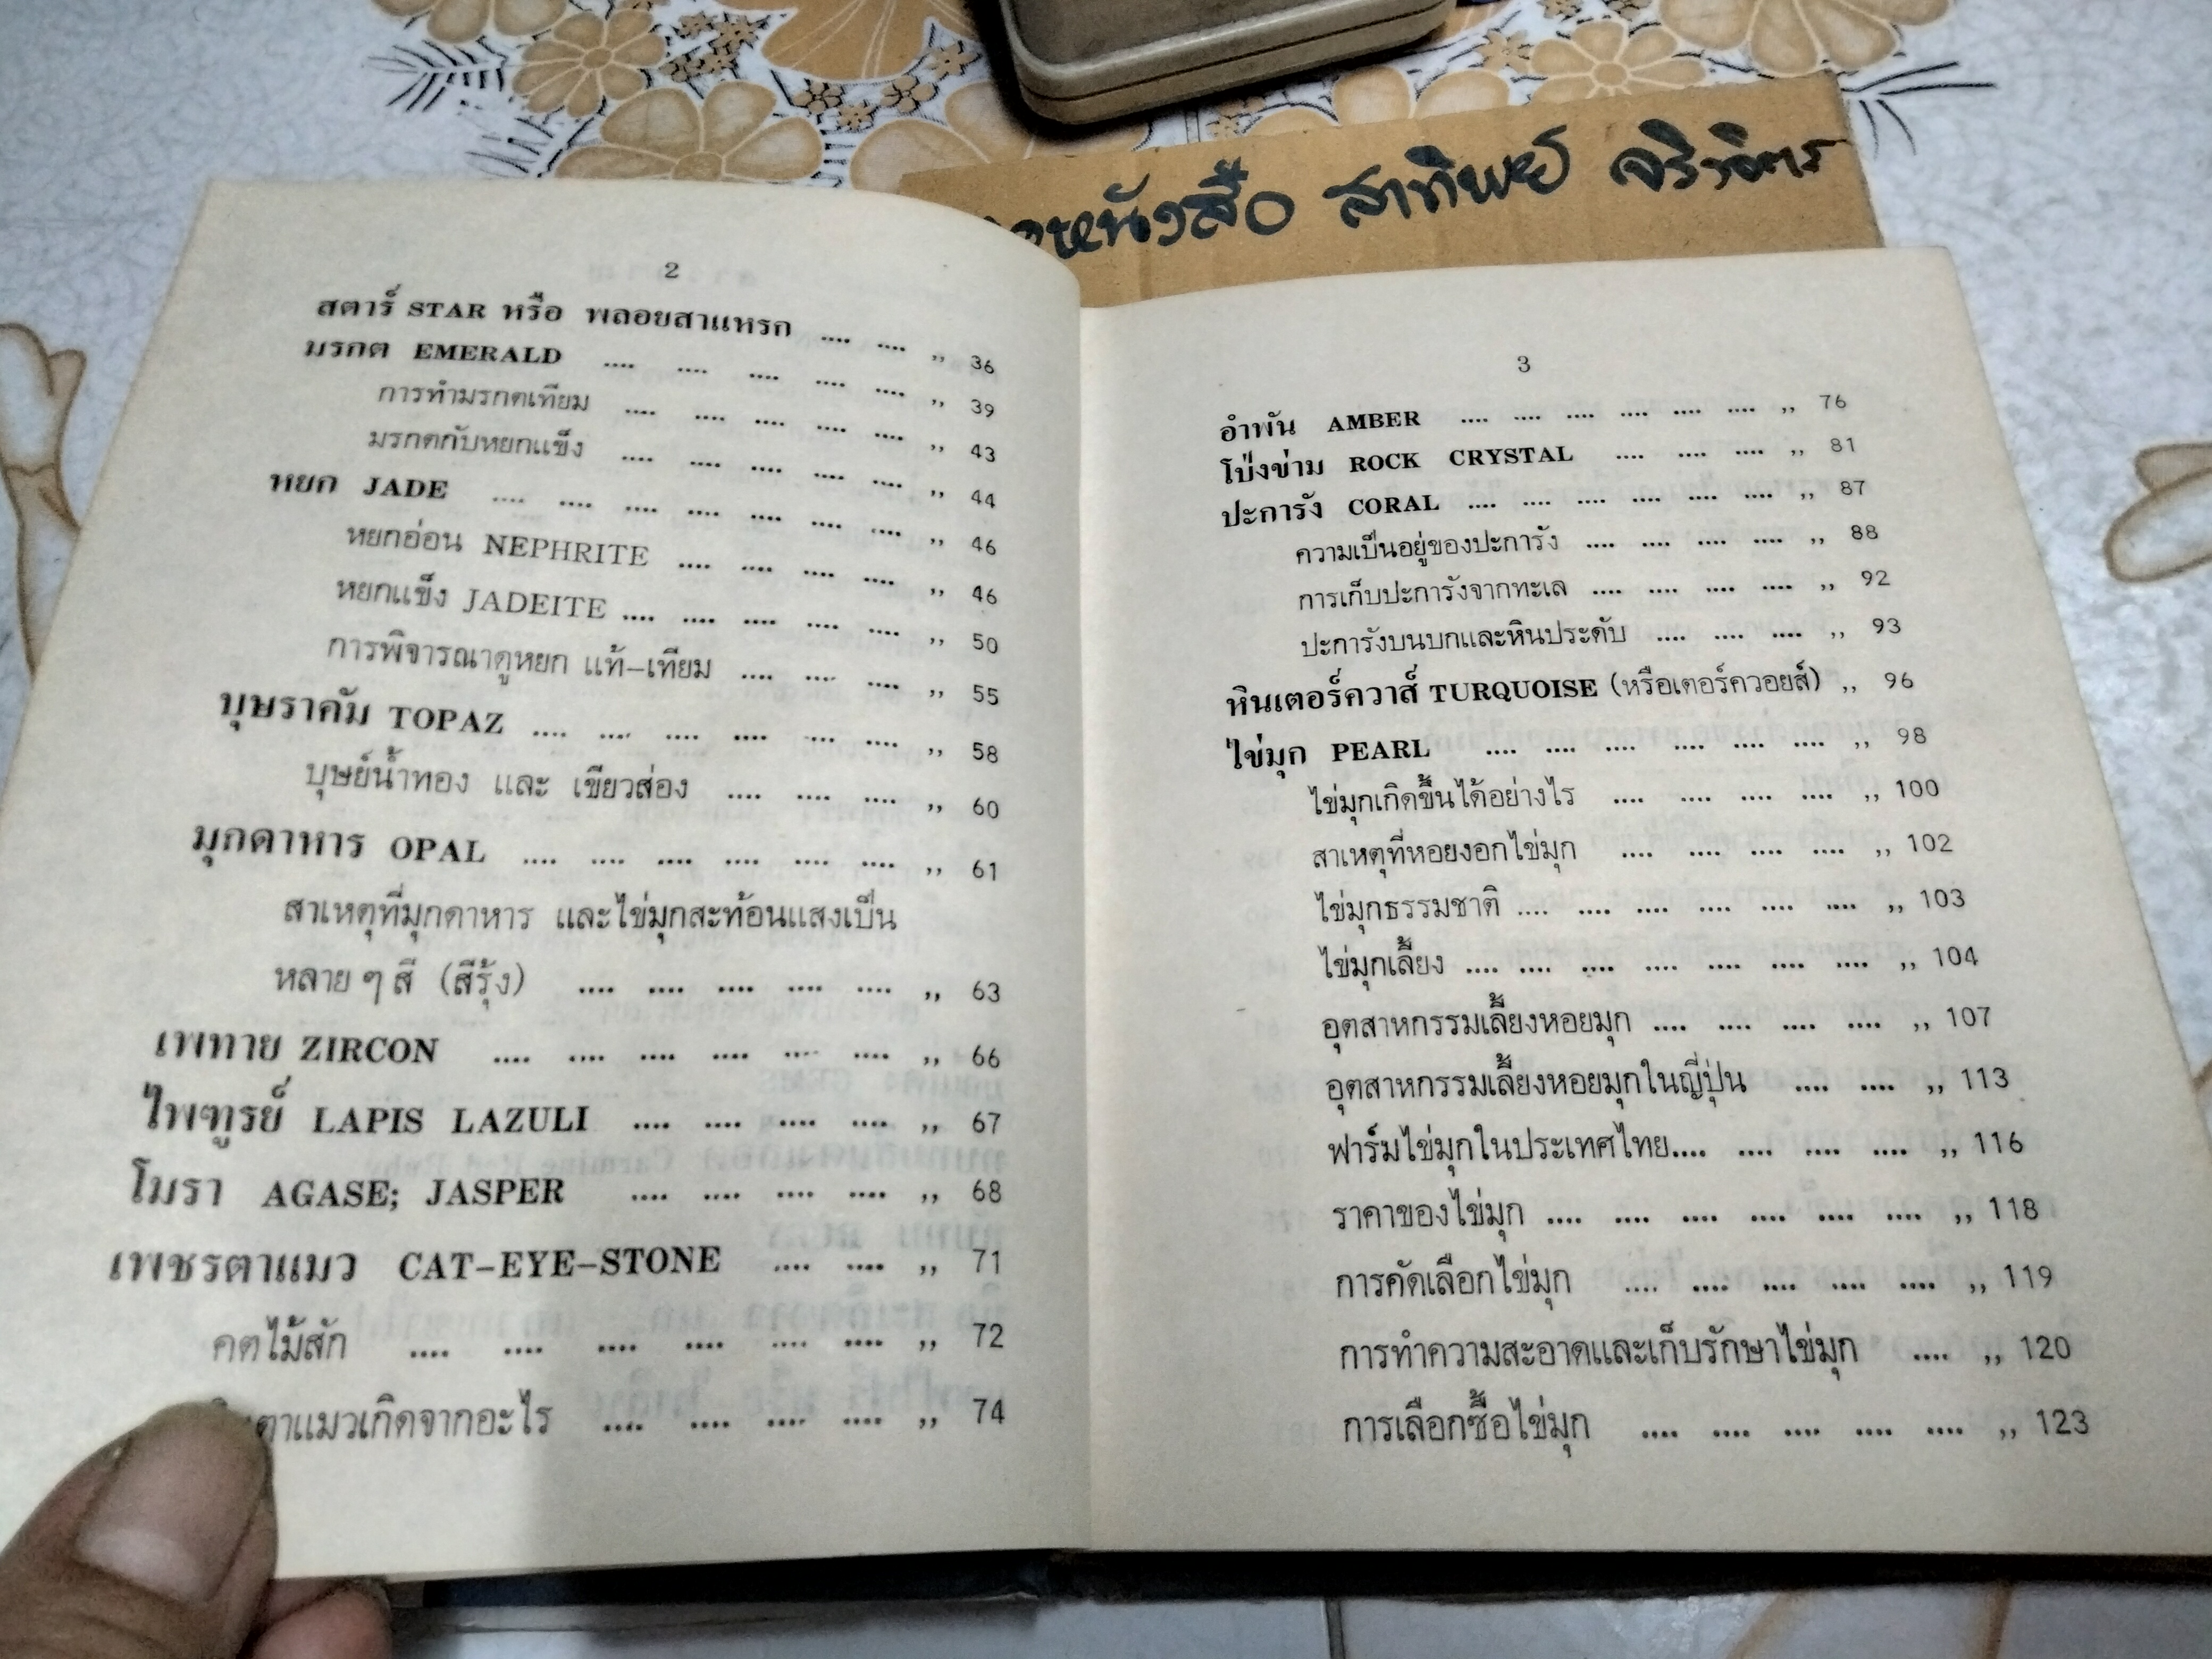 หนังสือ สาทิพย์ จริงจิตร
2
สตาร์ STAR หรือ พลอยสาแหรก .... .... ,, 36
มรกต EMERALD .... .... .... .... .... ,, 39
การทำมรกตเทียม .... .... .... .... .... ,, 43
มรกตกับหยกแข็ง .... .... .... .... .... ,, 44
หยก JADE .... .... .... .... .... .... .... ,, 46
หยกอ่อน NEPHRITE .... .... .... .... ,, 46
หยกแข็ง JADEITE .... .... .... .... .... ,, 50
การพิจารณาดูหยก แท้-เทียม .... .... .... ,, 55
บุษราคัม TOPAZ .... .... .... .... .... .... ,, 58
บุษย์น้ำทอง และ เขียวส่อง .... .... .... ,, 60
มุกดาหาร OPAL .... .... .... .... .... .... ,, 61
สาเหตุที่มุกดาหาร และไข่มุกสะท้อนแสงเป็น
หลาย ๆ สี (สีรุ้ง) .... .... .... .... .... ,, 63
เพทาย ZIRCON .... .... .... .... .... .... ,, 66
ไพฑูรย์ LAPIS LAZULI .... .... .... .... ,, 67
โมรา AGASE; JASPER .... .... .... .... ,, 68
เพชรตาแมว CAT-EYE-STONE .... .... ,, 71
คตไม้สัก .... .... .... .... .... .... ,, 72
ตาแมวเกิดจากอะไร .... .... .... .... ,, 74
3
อำพัน AMBER .... .... .... .... .... .... ,, 76
โป่งข่าม ROCK CRYSTAL .... .... .... ,, 81
ปะการัง CORAL .... .... .... .... .... .... ,, 87
ความเป็นอยู่ของปะการัง .... .... .... .... ,, 88
การเก็บปะการังจากทะเล .... .... .... .... ,, 92
ปะการังบนบกและหินประดับ .... .... .... ,, 93
หินเตอร์ควาส์ TURQUOISE (หรือเตอร์ควอยส์) ,, 96
ไข่มุก PEARL .... .... .... .... .... .... ,, 98
ไข่มุกเกิดขึ้นได้อย่างไร .... .... .... .... ,, 100
สาเหตุที่หอยงอกไข่มุก .... .... .... .... ,, 102
ไข่มุกธรรมชาติ .... .... .... .... .... .... ,, 103
ไข่มุกเลี้ยง .... .... .... .... .... .... .... ,, 104
อุตสาหกรรมเลี้ยงหอยมุก .... .... .... .... ,, 107
อุตสาหกรรมเลี้ยงหอยมุกในญี่ปุ่น .... .... ,, 113
ฟาร์มไข่มุกในประเทศไทย.... .... .... .... ,, 116
ราคาของไข่มุก .... .... .... .... .... .... ,, 118
การคัดเลือกไข่มุก .... .... .... .... .... ,, 119
การทำความสะอาดและเก็บรักษาไข่มุก .... ,, 120
การเลือกซื้อไข่มุก .... .... .... .... .... ,, 123